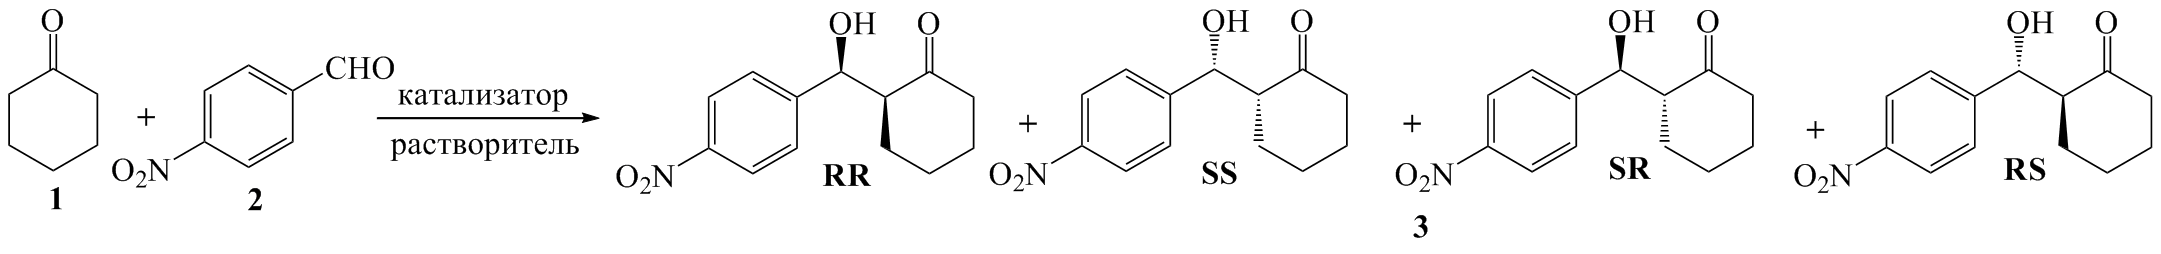 O
1
+
CHO
O₂N
2
катализатор
растворитель
OH
O
O₂N
RR
+
OH
O
O₂N
SS
+
OH
O
O₂N
SR
3
+
OH
O
O₂N
RS